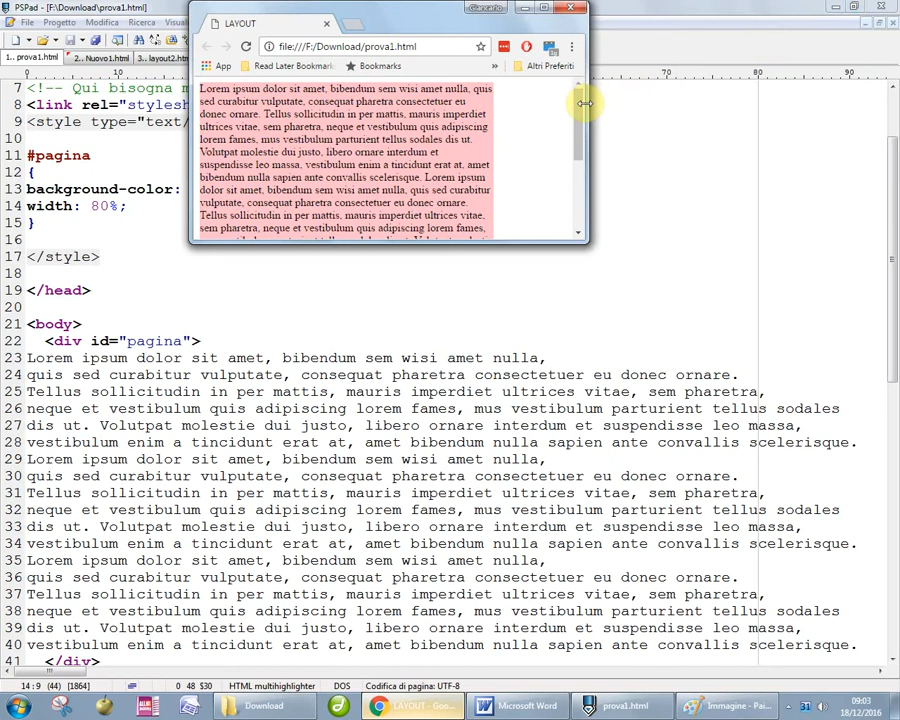 PSPad - [F:\Download\prova1.html]
File Progetto Modifica Ricerca
1.. prova1.html 2.. Nuovo1.html 3.. layout2.htm
Giancarlo
LAYOUT
file:///F:/Download/prova1.html
App Read Later Bookmark Bookmarks » Altri Preferiti
Lorem ipsum dolor sit amet, bibendum sem wisi amet nulla, quis
sed curabitur vulputate, consequat pharetra consectetuer eu
donec ornare. Tellus sollicitudin in per mattis, mauris imperdiet
ultrices vitae, sem pharetra, neque et vestibulum quis adipiscing
lorem fames, mus vestibulum parturient tellus sodales dis ut.
Volutpat molestie dui justo, libero ornare interdum et
suspendisse leo massa, vestibulum enim a tincidunt erat at, amet
bibendum nulla sapien ante convallis scelerisque. Lorem ipsum
dolor sit amet, bibendum sem wisi amet nulla, quis sed curabitur
vulputate, consequat pharetra consectetuer eu donec ornare.
Tellus sollicitudin in per mattis, mauris imperdiet ultrices vitae,
sem pharetra, neque et vestibulum quis adipiscing lorem fames,
0 10 60 70 80 90
7 <!-- Qui bisogna m
8 <link rel="stylesh
9 <style type="text/
10
11 #pagina
12 {
13 background-color:
14 width: 80%;
15 }
16
17 </style>
18
19 </head>
20
21 <body>
22 <div id="pagina">
23 Lorem ipsum dolor sit amet, bibendum sem wisi amet nulla,
24 quis sed curabitur vulputate, consequat pharetra consectetuer eu donec ornare.
25 Tellus sollicitudin in per mattis, mauris imperdiet ultrices vitae, sem pharetra,
26 neque et vestibulum quis adipiscing lorem fames, mus vestibulum parturient tellus sodales
27 dis ut. Volutpat molestie dui justo, libero ornare interdum et suspendisse leo massa,
28 vestibulum enim a tincidunt erat at, amet bibendum nulla sapien ante convallis scelerisque.
29 Lorem ipsum dolor sit amet, bibendum sem wisi amet nulla,
30 quis sed curabitur vulputate, consequat pharetra consectetuer eu donec ornare.
31 Tellus sollicitudin in per mattis, mauris imperdiet ultrices vitae, sem pharetra,
32 neque et vestibulum quis adipiscing lorem fames, mus vestibulum parturient tellus sodales
33 dis ut. Volutpat molestie dui justo, libero ornare interdum et suspendisse leo massa,
34 vestibulum enim a tincidunt erat at, amet bibendum nulla sapien ante convallis scelerisque.
35 Lorem ipsum dolor sit amet, bibendum sem wisi amet nulla,
36 quis sed curabitur vulputate, consequat pharetra consectetuer eu donec ornare.
37 Tellus sollicitudin in per mattis, mauris imperdiet ultrices vitae, sem pharetra,
38 neque et vestibulum quis adipiscing lorem fames, mus vestibulum parturient tellus sodales
39 dis ut. Volutpat molestie dui justo, libero ornare interdum et suspendisse leo massa,
40 vestibulum enim a tincidunt erat at, amet bibendum nulla sapien ante convallis scelerisque.
41 </div>
14 : 9 (44) [1864] 0 48 $30 HTML multihighlighter DOS Codifica di pagina: UTF-8
Download LAYOUT - Goo... Microsoft Word prova1.html Immagine - Pai... 31 09:03
18/12/2016